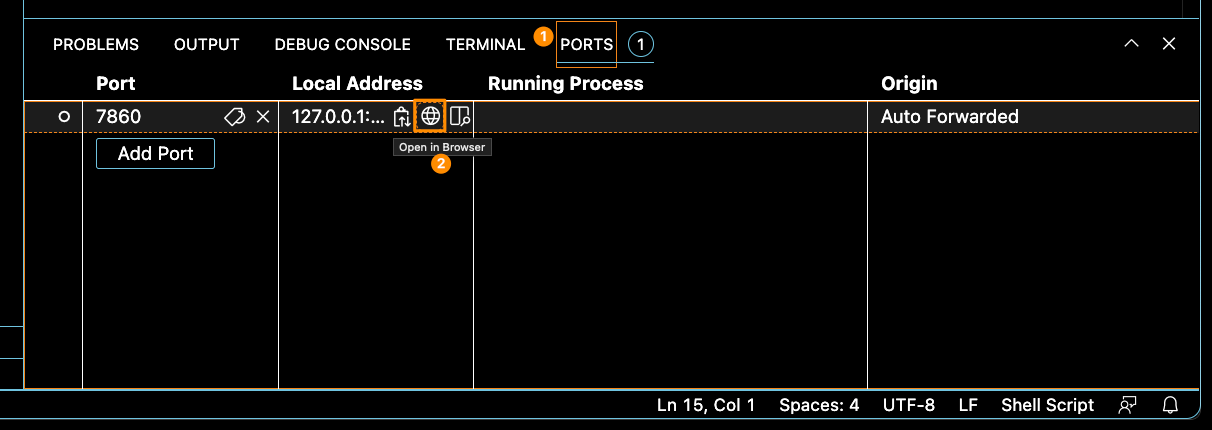 PROBLEMS OUTPUT DEBUG CONSOLE TERMINAL 1 PORTS 1
Port Local Address Running Process Origin
7860 127.0.0.1:... Auto Forwarded
Add Port
Open in Browser
2
Ln 15, Col 1 Spaces: 4 UTF-8 LF Shell Script